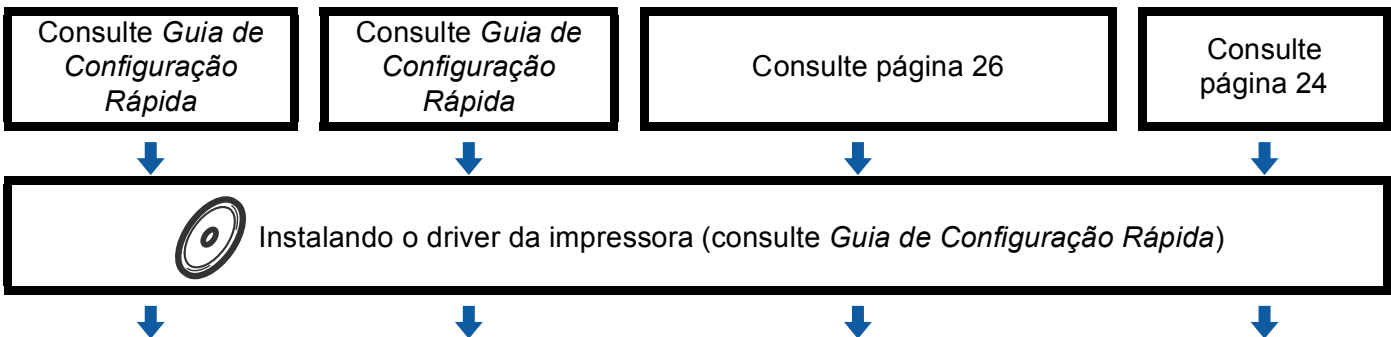 Consulte Guia de
Configuração
Rápida
Consulte Guia de
Configuração
Rápida
Consulte página 26
Consulte
página 24
Instalando o driver da impressora (consulte Guia de Configuração Rápida)